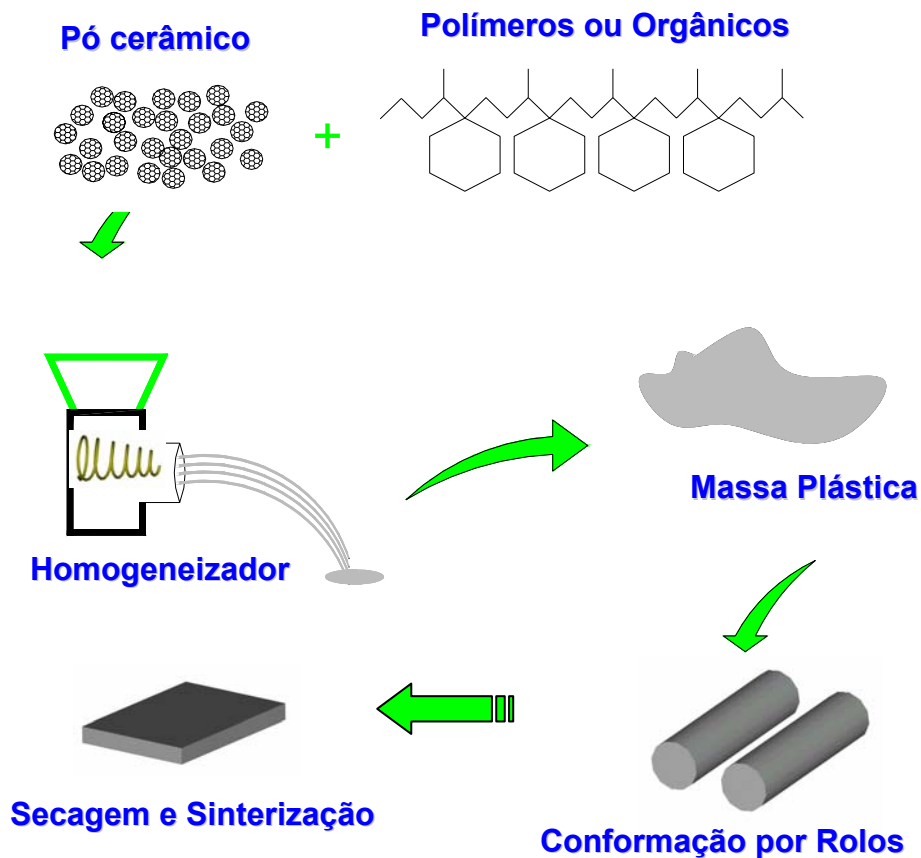 Pó cerâmico
Polímeros ou Orgânicos
+
Homogeneizador
Massa Plástica
Secagem e Sinterização
Conformação por Rolos